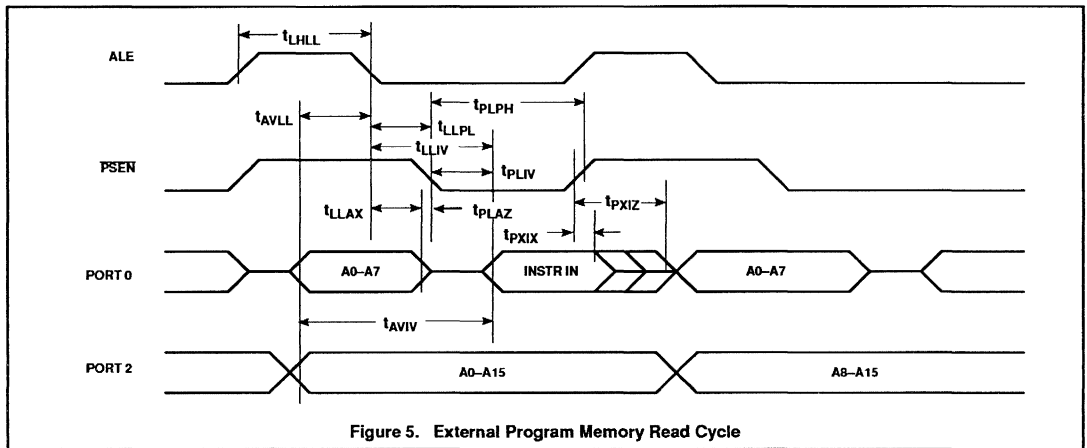 ALE
tLHLL
tAVLL
tPLPH
tLLPL
tLLIV
PSEN
tPLIV
tLLAX
tPLAZ
tPXIZ
tPXIX
PORT 0
A0–A7
INSTR IN
A0–A7
tAVIV
PORT 2
A0–A15
A8–A15
Figure 5. External Program Memory Read Cycle